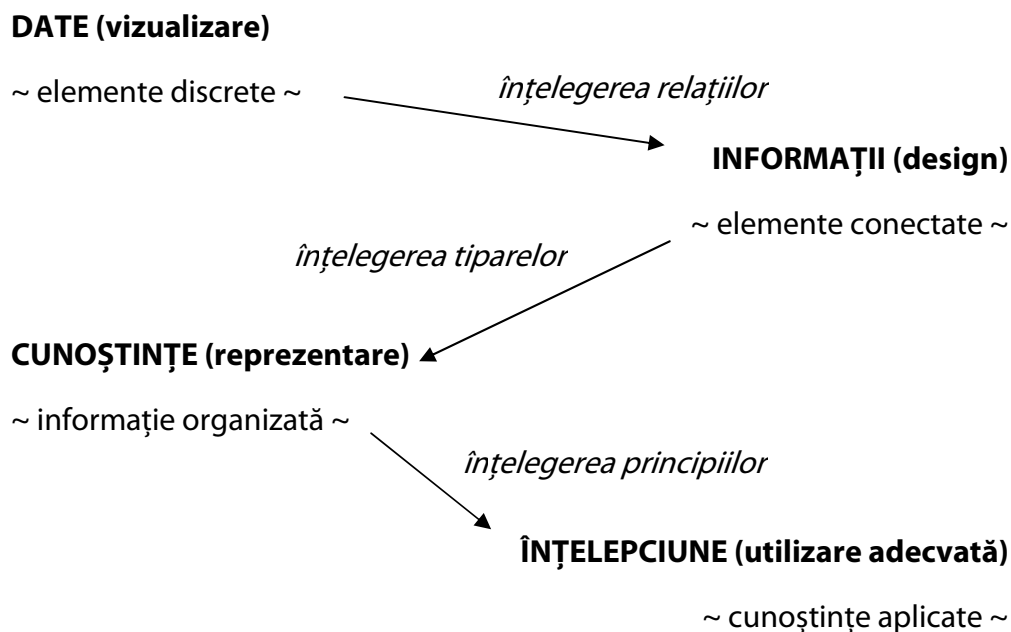 DATE (vizualizare)
~ elemente discrete ~
înțelegerea relațiilor
INFORMAȚII (design)
~ elemente conectate ~
înțelegerea tiparelor
CUNOȘTINȚE (reprezentare)
~ informație organizată ~
înțelegerea principiilor
ÎNȚELEPCIUNE (utilizare adecvată)
~ cunoștințe aplicate ~